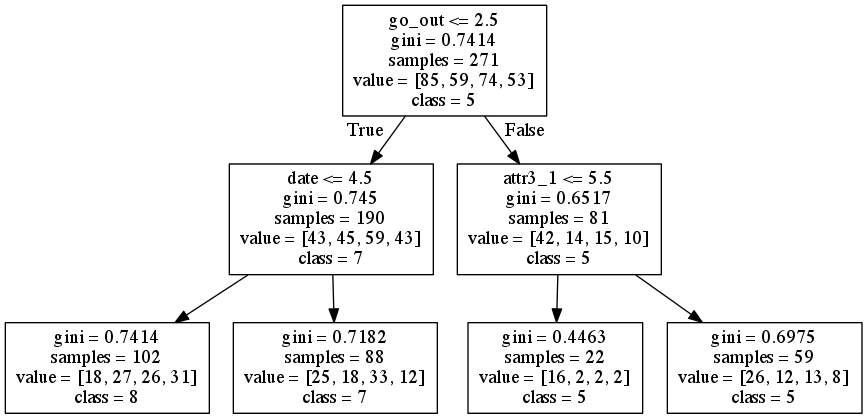 go_out <= 2.5
gini = 0.7414
samples = 271
value = [85, 59, 74, 53]
class = 5
True
False
date <= 4.5
gini = 0.745
samples = 190
value = [43, 45, 59, 43]
class = 7
attr3_1 <= 5.5
gini = 0.6517
samples = 81
value = [42, 14, 15, 10]
class = 5
gini = 0.7414
samples = 102
value = [18, 27, 26, 31]
class = 8
gini = 0.7182
samples = 88
value = [25, 18, 33, 12]
class = 7
gini = 0.4463
samples = 22
value = [16, 2, 2, 2]
class = 5
gini = 0.6975
samples = 59
value = [26, 12, 13, 8]
class = 5